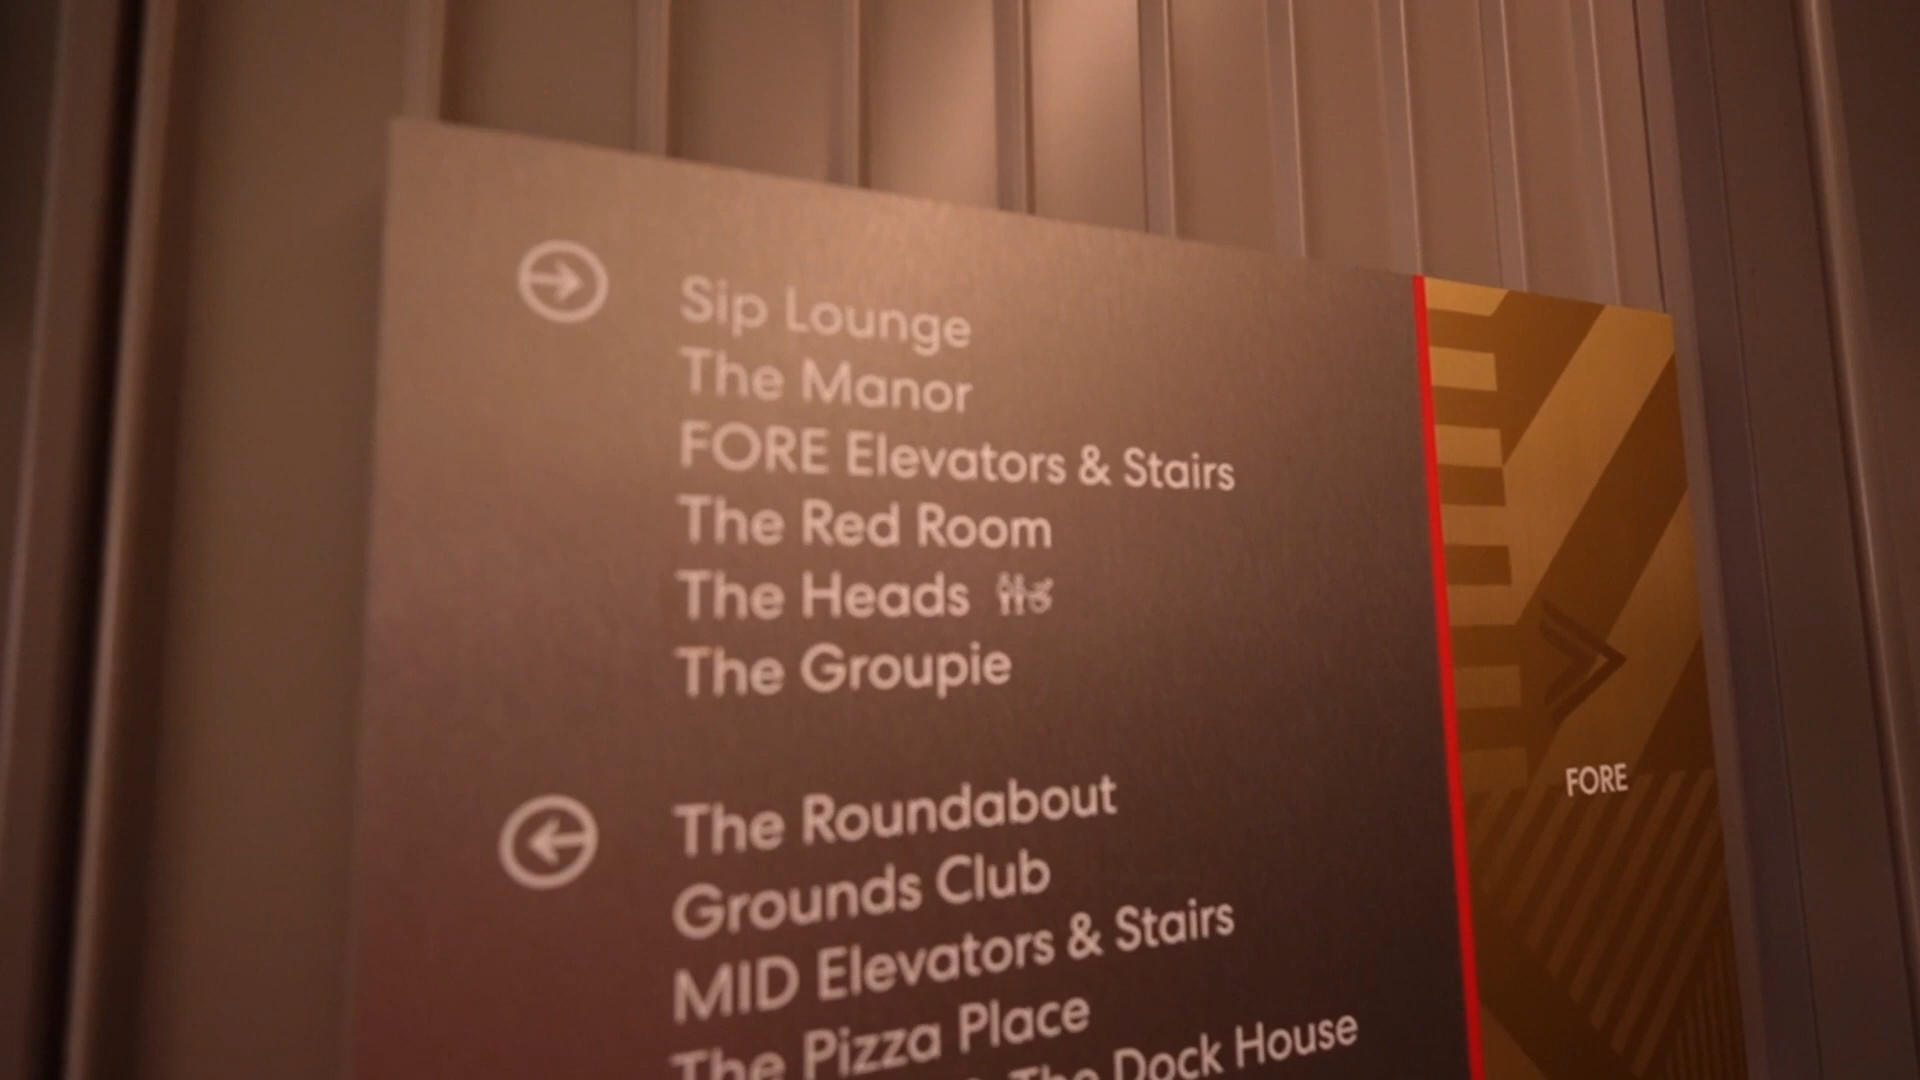 Sip Lounge
The Manor
FORE Elevators & Stairs
The Red Room
The Heads
The Groupie
The Roundabout
Grounds Club
MID Elevators & Stairs
The Pizza Place
The Dock House
FORE